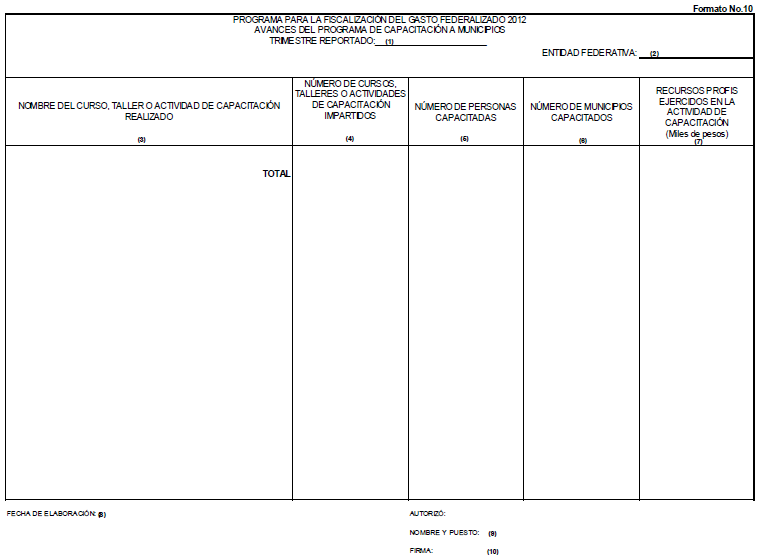 Formato No.10
PROGRAMA PARA LA FISCALIZACIÓN DEL GASTO FEDERALIZADO 2012
AVANCES DEL PROGRAMA DE CAPACITACIÓN A MUNICIPIOS
TRIMESTRE REPORTADO: (1)
ENTIDAD FEDERATIVA: (2)
NOMBRE DEL CURSO, TALLER O ACTIVIDAD DE CAPACITACIÓN
REALIZADO
(3)
NÚMERO DE CURSOS,
TALLERES O ACTIVIDADES
DE CAPACITACIÓN
IMPARTIDOS
(4)
NÚMERO DE PERSONAS
CAPACITADAS
(5)
NÚMERO DE MUNICIPIOS
CAPACITADOS
(6)
RECURSOS PROFIS
EJERCIDOS EN LA
ACTIVIDAD DE
CAPACITACIÓN
(Miles de pesos)
(7)
TOTAL
FECHA DE ELABORACIÓN: (8)
AUTORIZÓ:
NOMBRE Y PUESTO: (9)
FIRMA: (10)